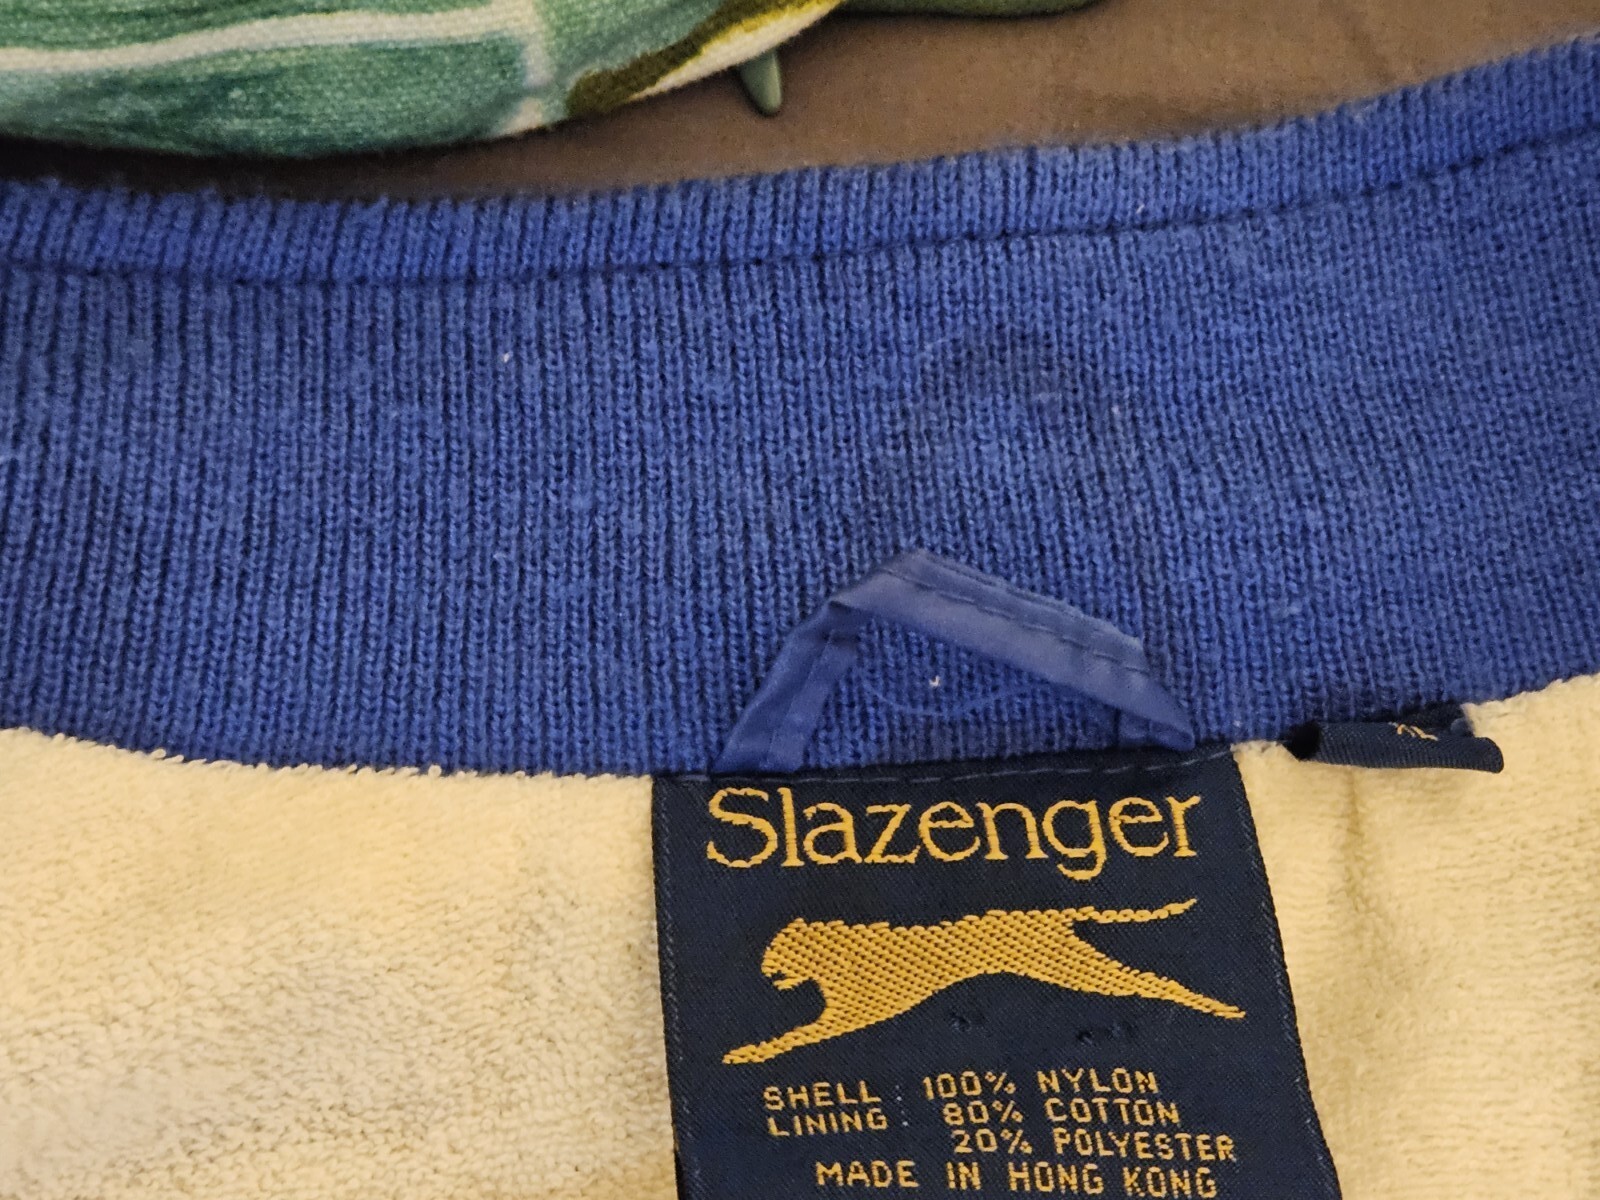 Slazenger
SHELL : 100% NYLON
LINING : 80% COTTON
20% POLYESTER
MADE IN HONG KONG